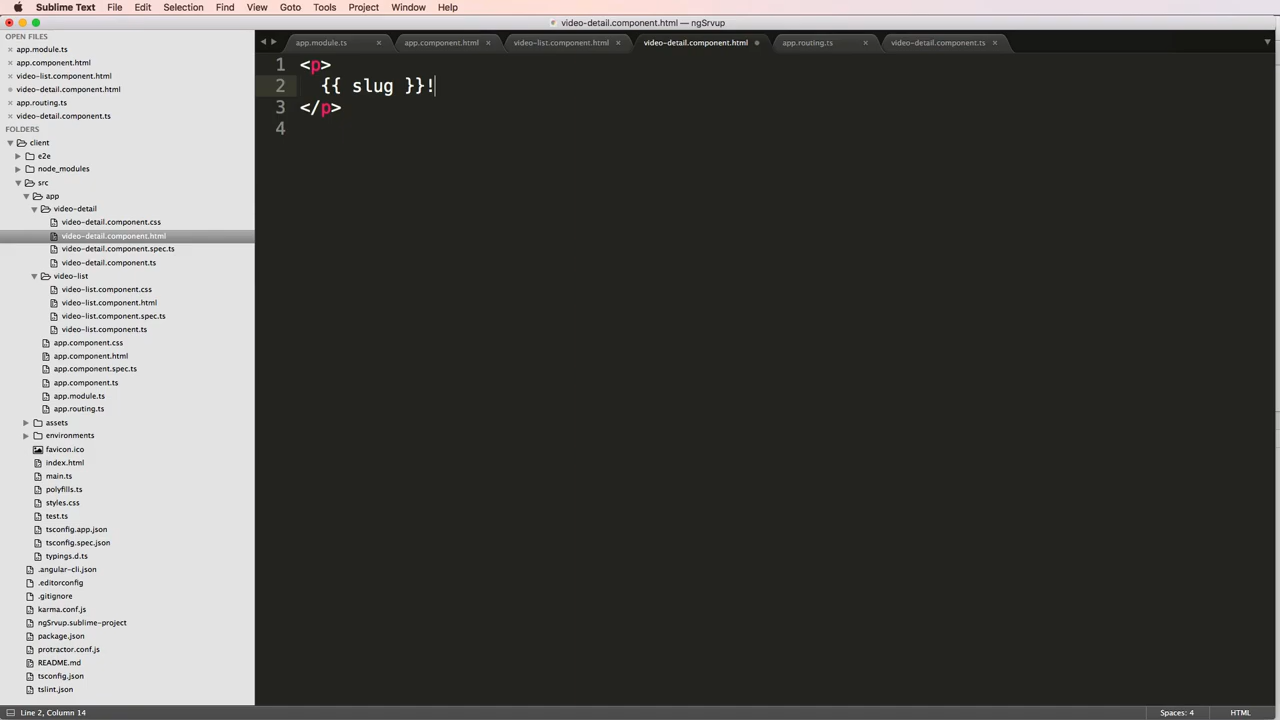 Sublime Text File Edit Selection Find View Goto Tools Project Window Help
video-detail.component.html — ngSrvup
OPEN FILES
app.module.ts
app.component.html
video-list.component.html
video-detail.component.html
app.routing.ts
video-detail.component.ts
FOLDERS
client
e2e
node_modules
src
app
video-detail
video-detail.component.css
video-detail.component.html
video-detail.component.spec.ts
video-detail.component.ts
video-list
video-list.component.css
video-list.component.html
video-list.component.spec.ts
video-list.component.ts
app.component.css
app.component.html
app.component.spec.ts
app.component.ts
app.module.ts
app.routing.ts
assets
environments
favicon.ico
index.html
main.ts
polyfills.ts
styles.css
test.ts
tsconfig.app.json
tsconfig.spec.json
typings.d.ts
.angular-cli.json
.editorconfig
.gitignore
karma.conf.js
ngSrvup.sublime-project
package.json
protractor.conf.js
README.md
tsconfig.json
tslint.json
app.module.ts app.component.html video-list.component.html video-detail.component.html app.routing.ts video-detail.component.ts
1 <p>
2 {{ slug }}!
3 </p>
4
Line 2, Column 14 Spaces: 4 HTML